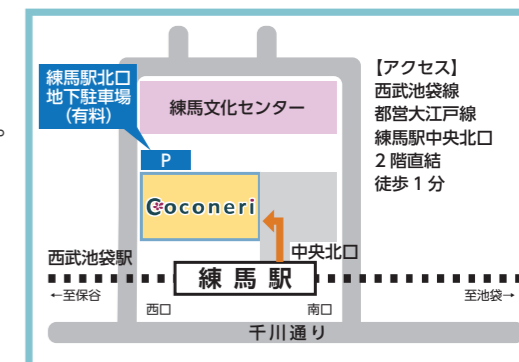 。
練馬駅北口
地下駐車場
(有料)
練馬文化センター
P
Coconeri
【アクセス】
西武池袋線
都営大江戸線
練馬駅中央北口
2階直結
徒歩1分
中央北口
西武池袋駅
練馬駅
←至保谷
至池袋→
西口
南口
千川通り